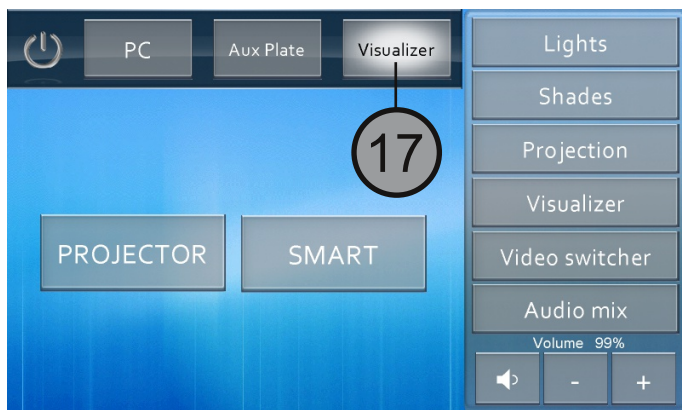 PC
Aux Plate
Visualizer
17
PROJECTOR
SMART
Lights
Shades
Projection
Visualizer
Video switcher
Audio mix
Volume 99%
-
+